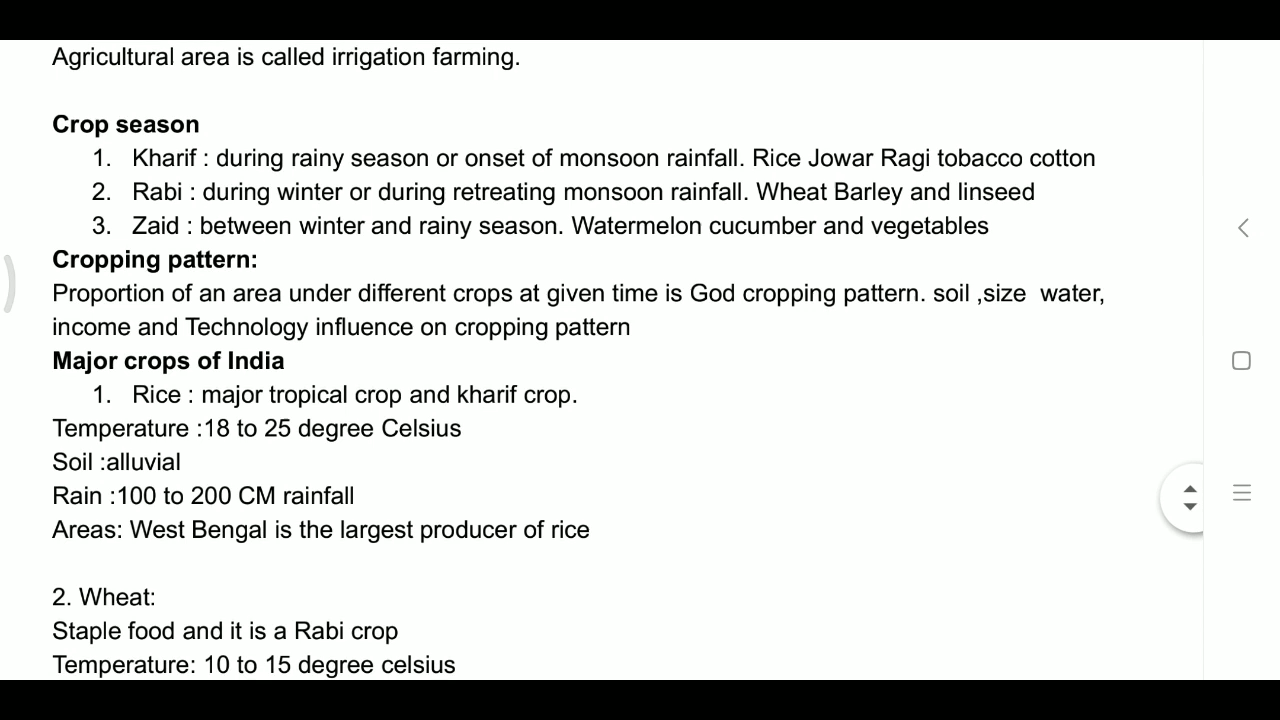 Agricultural area is called irrigation farming.
Crop season
1. Kharif : during rainy season or onset of monsoon rainfall. Rice Jowar Ragi tobacco cotton
2. Rabi : during winter or during retreating monsoon rainfall. Wheat Barley and linseed
3. Zaid : between winter and rainy season. Watermelon cucumber and vegetables
Cropping pattern:
Proportion of an area under different crops at given time is God cropping pattern. soil ,size  water,
income and Technology influence on cropping pattern
Major crops of India
1. Rice : major tropical crop and kharif crop.
Temperature :18 to 25 degree Celsius
Soil :alluvial
Rain :100 to 200 CM rainfall
Areas: West Bengal is the largest producer of rice
2. Wheat:
Staple food and it is a Rabi crop
Temperature: 10 to 15 degree celsius